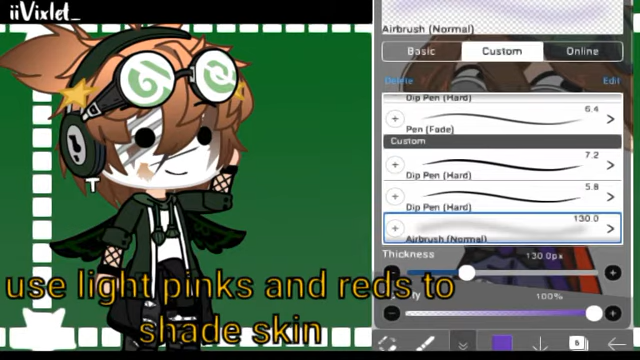 iiVixlet_
Airbrush (Normal)
Basic
Custom
Online
Delete
Edit
Dip Pen (Hard)
6.4
Pen (Fade)
Custom
7.2
Dip Pen (Hard)
5.8
Dip Pen (Hard)
130.0
Airbrush (Normal)
Thickness
130.0px
100%
use light pinks and reds to
shade skin